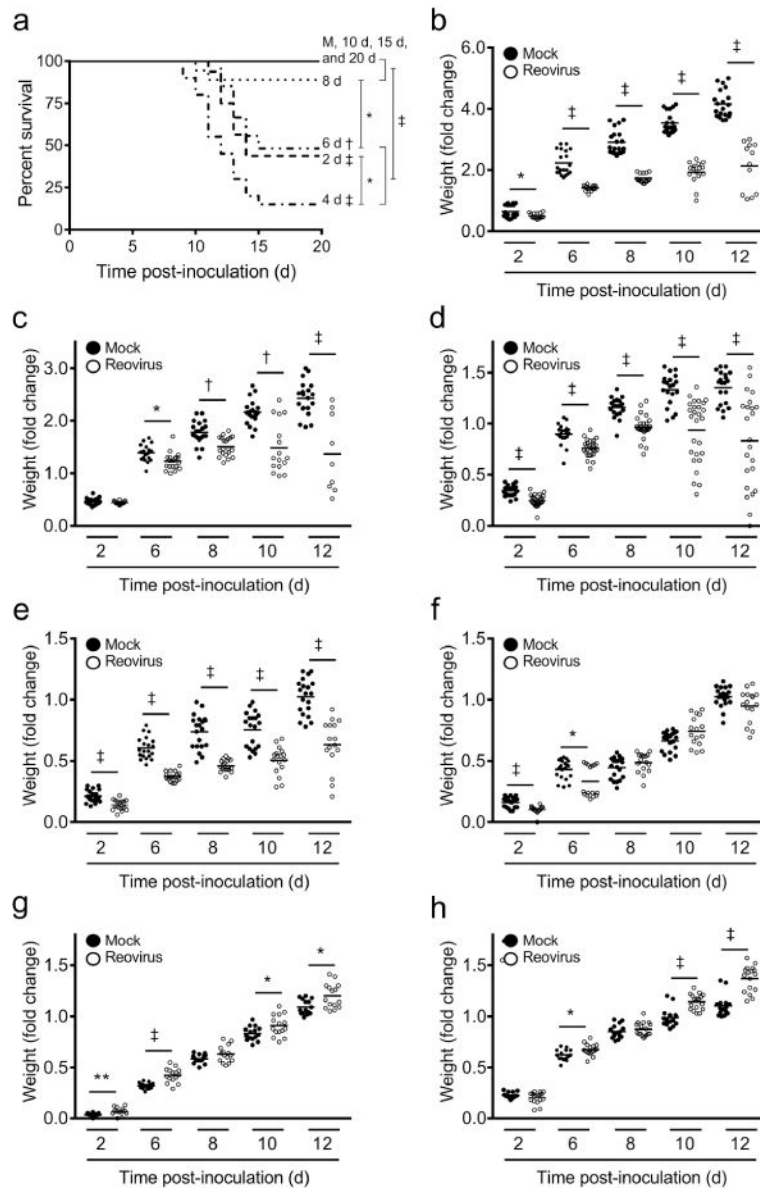 a
M, 10 d, 15 d,
and 20 d
8 d
6 d †
2 d ‡
4 d ‡
*
*
‡
Percent survival
100
75
50
25
0
0 5 10 15 20
Time post-inoculation (d)
b
Mock
Reovirus
Weight (fold change)
6.0
4.0
2.0
0.0
* ‡ ‡ ‡ ‡
2 6 8 10 12
Time post-inoculation (d)
c
Mock
Reovirus
Weight (fold change)
3.0
2.0
1.0
0.0
* † † ‡
2 6 8 10 12
Time post-inoculation (d)
d
Mock
Reovirus
Weight (fold change)
1.5
1.0
0.5
0.0
‡ ‡ ‡ ‡ ‡
2 6 8 10 12
Time post-inoculation (d)
e
Mock
Reovirus
Weight (fold change)
1.5
1.0
0.5
0.0
‡ ‡ ‡ ‡ ‡
2 6 8 10 12
Time post-inoculation (d)
f
Mock
Reovirus
Weight (fold change)
1.5
1.0
0.5
0.0
‡ *
2 6 8 10 12
Time post-inoculation (d)
g
Mock
Reovirus
Weight (fold change)
1.5
1.0
0.5
0.0
** ‡ * *
2 6 8 10 12
Time post-inoculation (d)
h
Mock
Reovirus
Weight (fold change)
1.5
1.0
0.5
0.0
* ‡ ‡
2 6 8 10 12
Time post-inoculation (d)